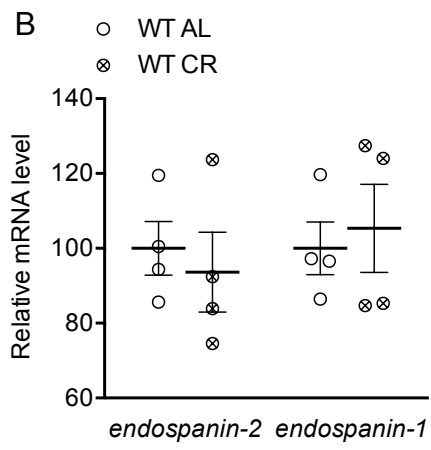 B
WT AL
WT CR
Relative mRNA level
140
120
100
80
60
endospanin-2 endospanin-1